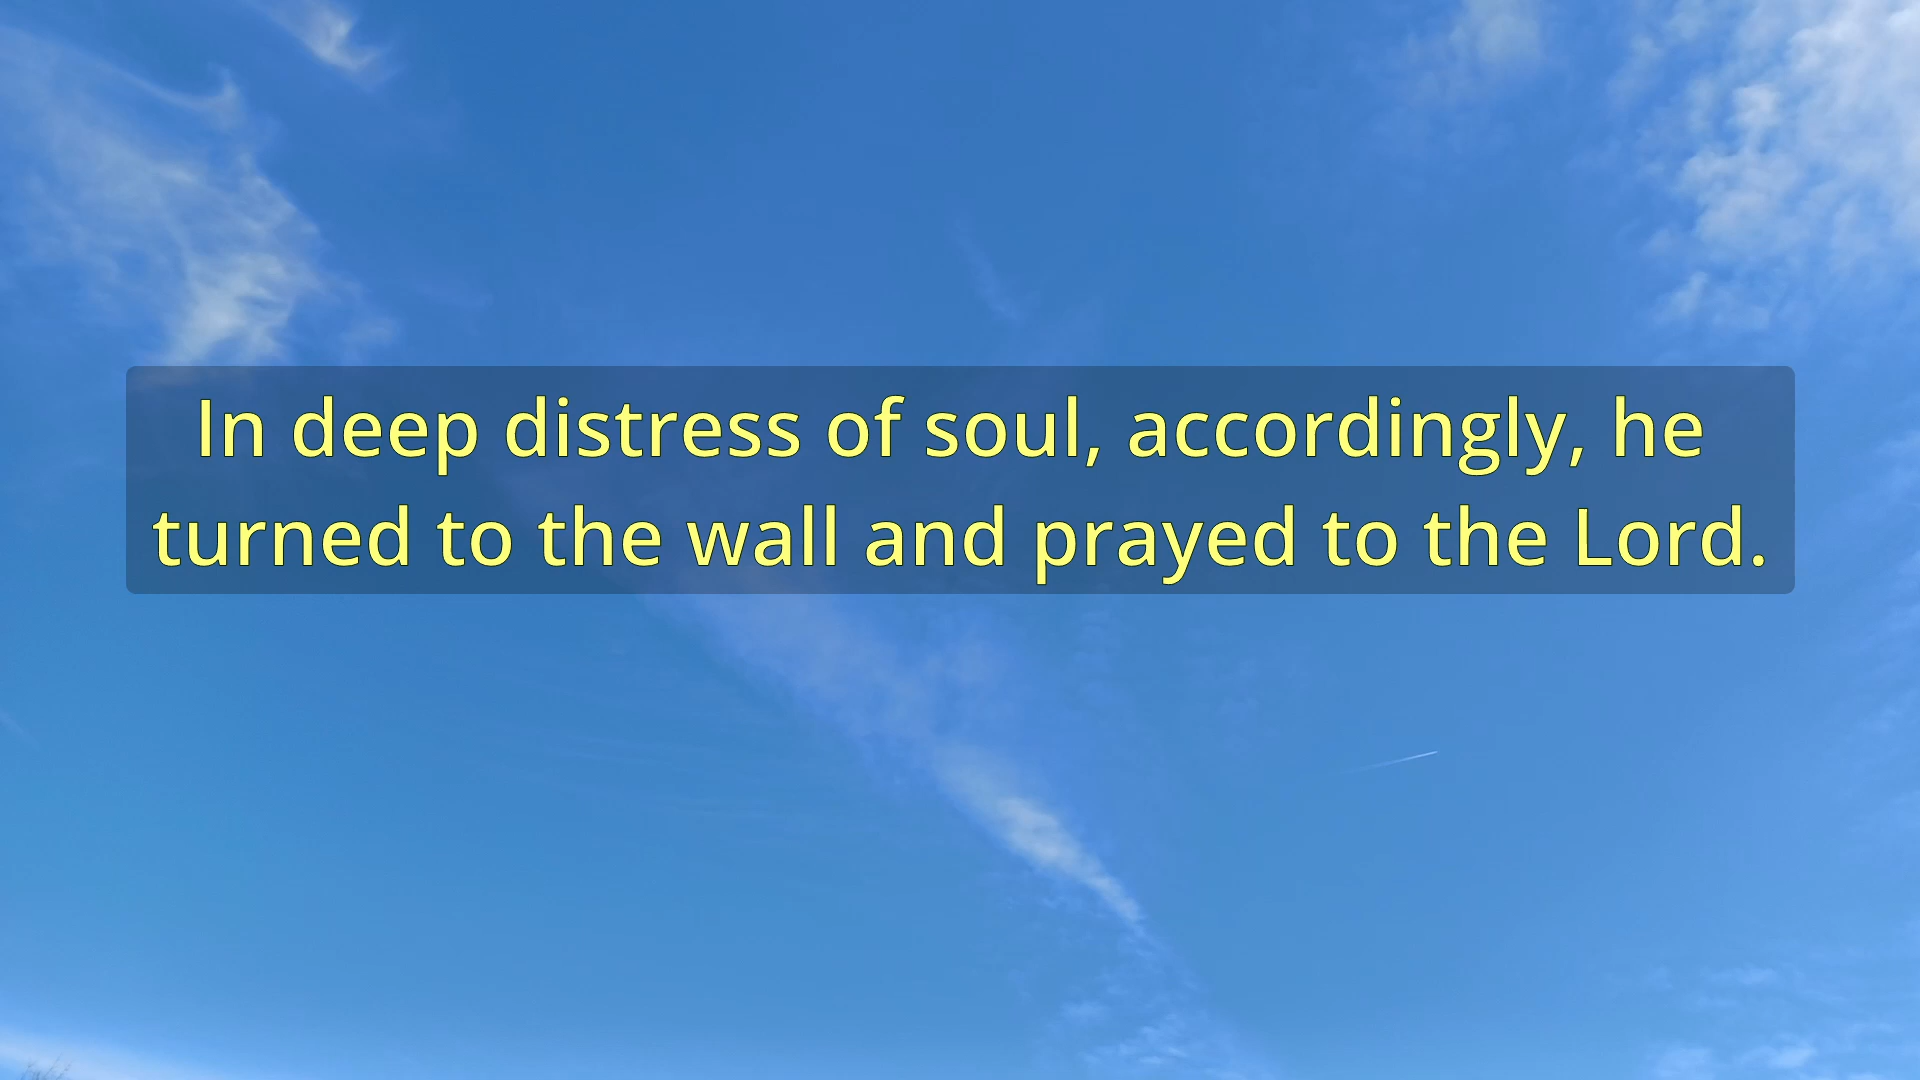 In deep distress of soul, accordingly, he
turned to the wall and prayed to the Lord.